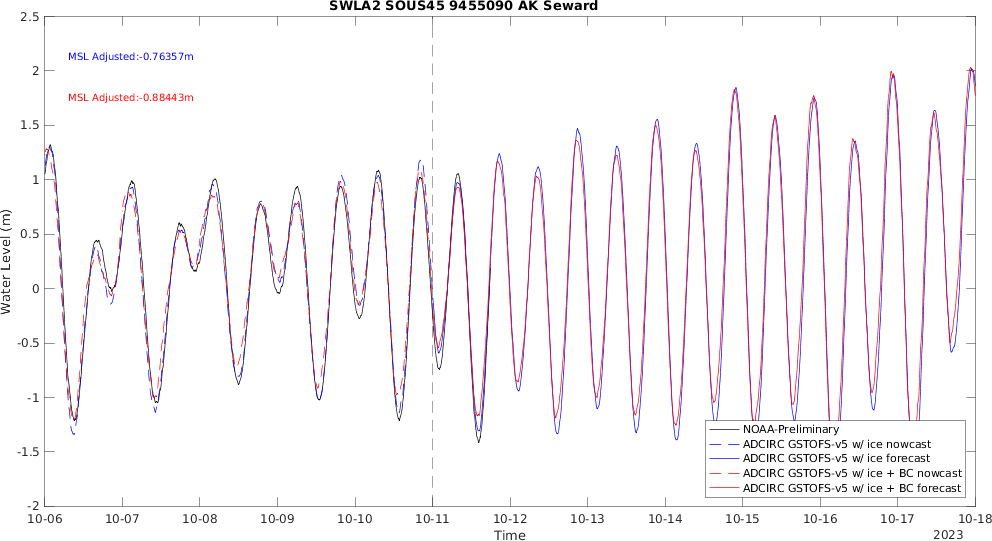 SWLA2 SOUS45 9455090 AK Seward
MSL Adjusted:-0.76357m
MSL Adjusted:-0.88443m
Water Level (m)
2.5
2
1.5
1
0.5
0
-0.5
-1
-1.5
-2
NOAA-Preliminary
ADCIRC GSTOFS-v5 w/ ice nowcast
ADCIRC GSTOFS-v5 w/ ice forecast
ADCIRC GSTOFS-v5 w/ ice + BC nowcast
ADCIRC GSTOFS-v5 w/ ice + BC forecast
10-06 10-07 10-08 10-09 10-10 10-11 10-12 10-13 10-14 10-15 10-16 10-17 10-18
Time
2023